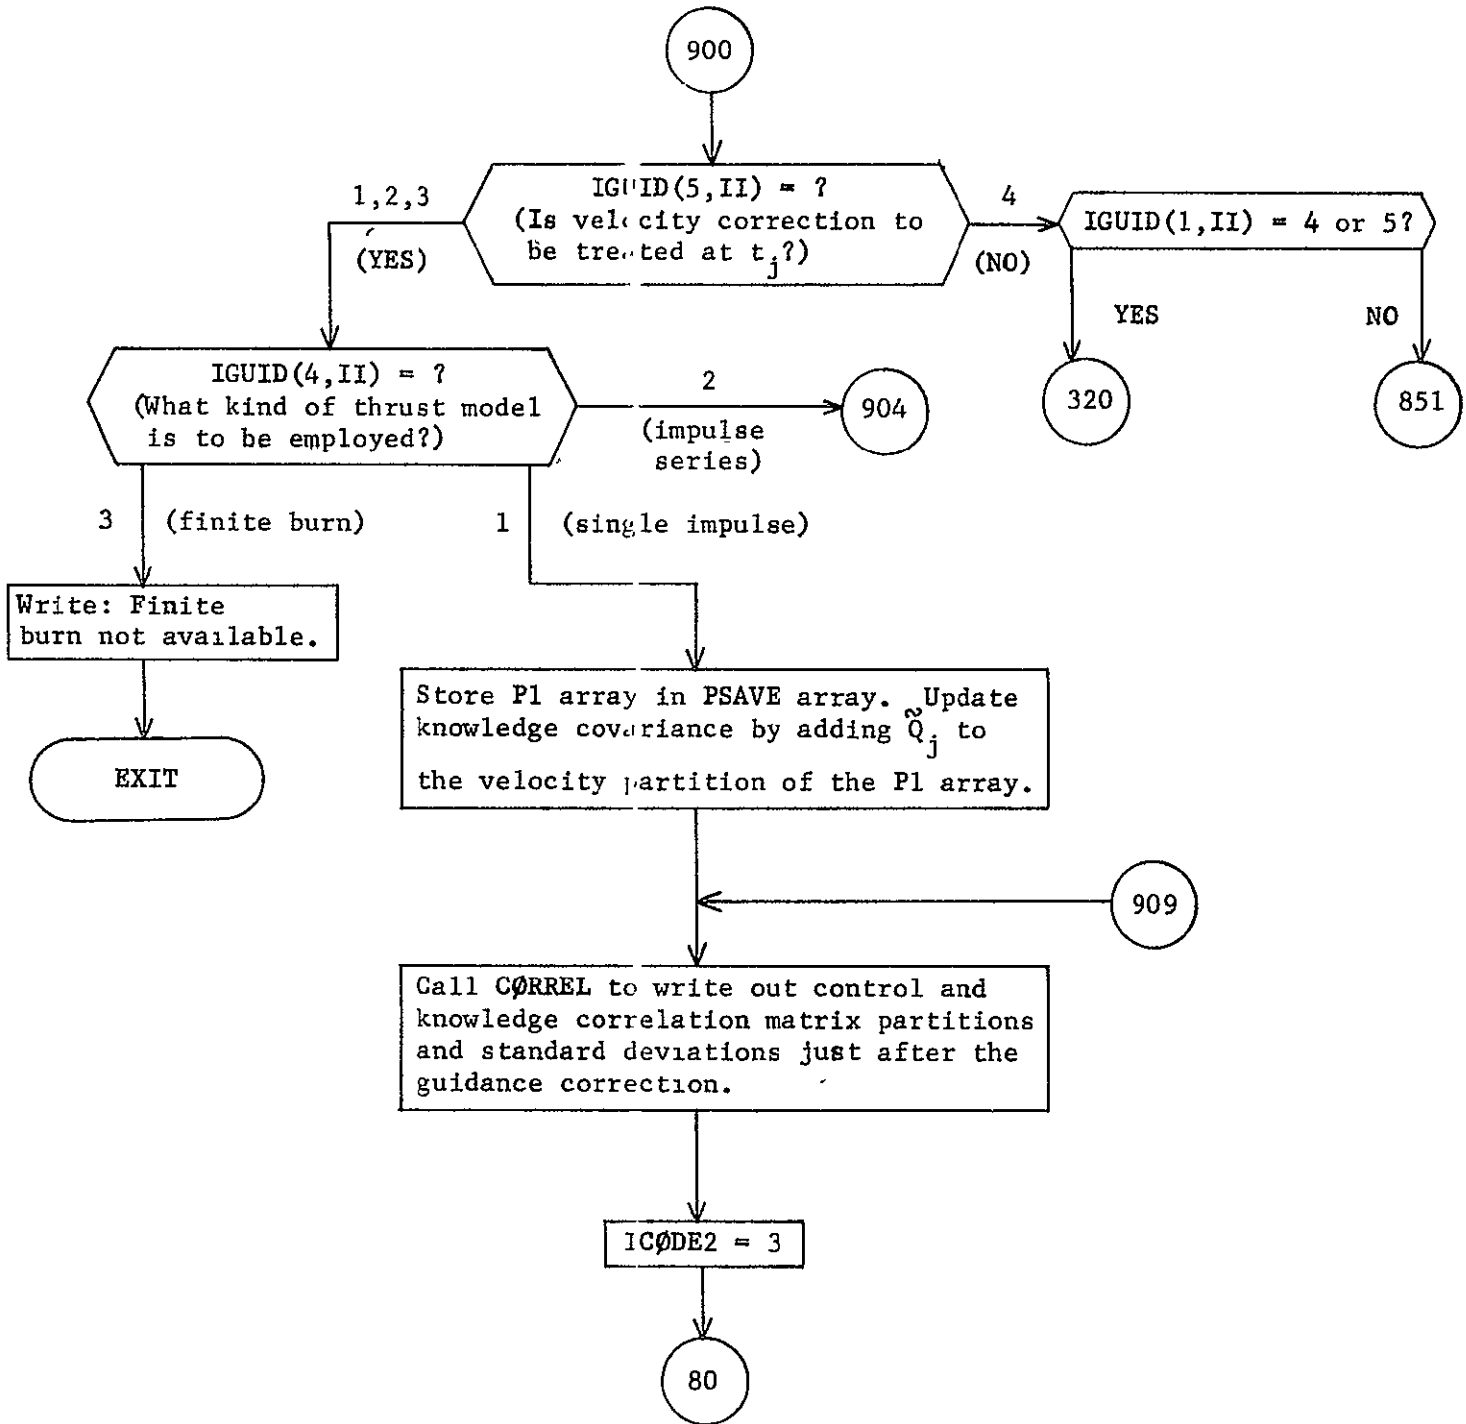 900
IGUID(5,II) = ?
(Is velocity correction to
be treated at t_j?)
1,2,3
(YES)
4
(NO)
IGUID(1,II) = 4 or 5?
YES
NO
320
851
IGUID(4,II) = ?
(What kind of thrust model
is to be employed?)
2
(impulse
series)
904
3
(finite burn)
1
(single impulse)
Write: Finite
burn not available.
EXIT
Store P1 array in PSAVE array. Update
knowledge covariance by adding Q̃_j to
the velocity partition of the P1 array.
909
Call CØRREL to write out control and
knowledge correlation matrix partitions
and standard deviations just after the
guidance correction.
ICØDE2 = 3
80